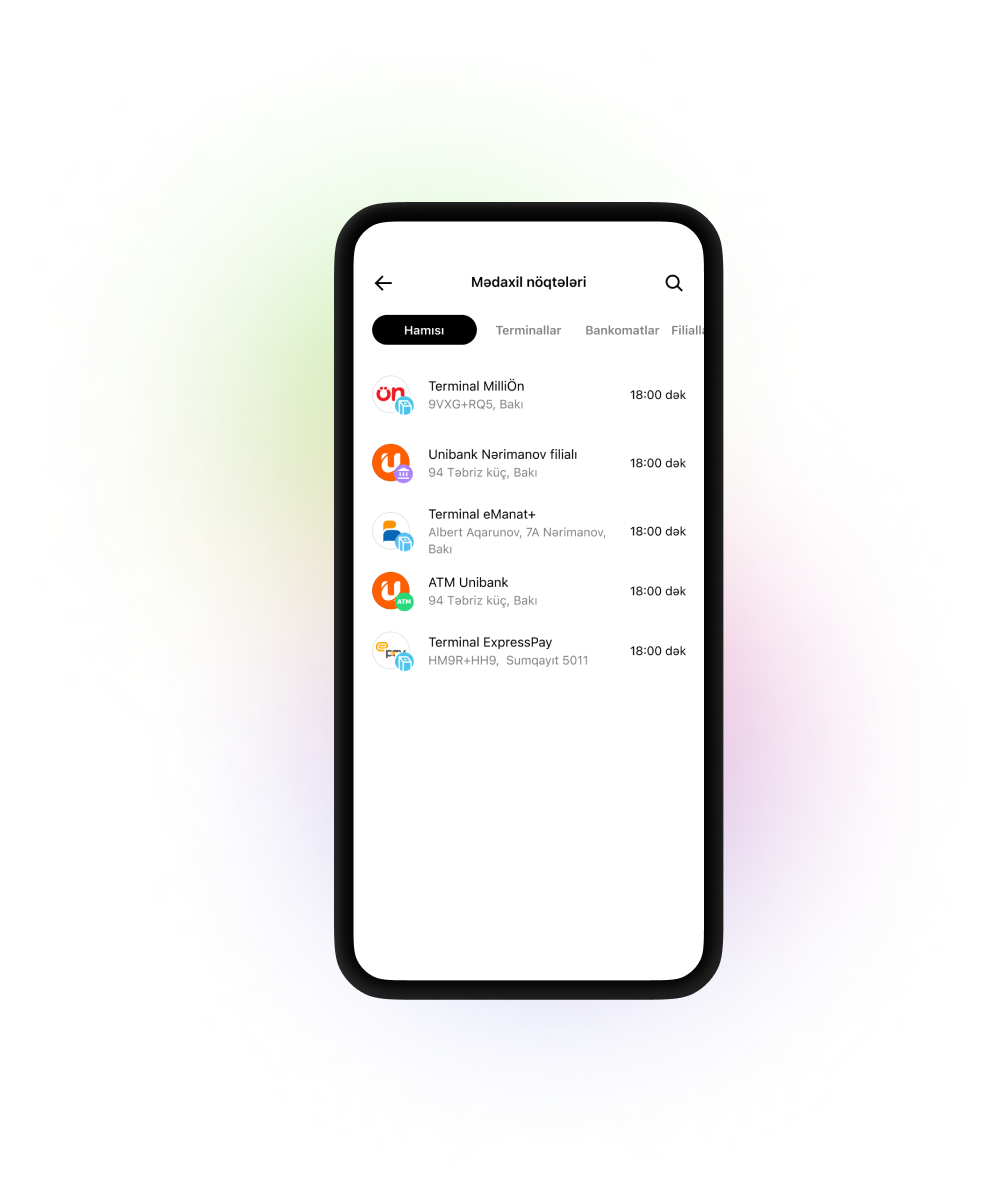 Mədaxil nöqtələri
Hamısı Terminallar Bankomatlar Filialla
ön
Terminal MilliÖn
9VXG+RQ5, Bakı
18:00 dək
Unibank Nərimanov filialı
94 Təbriz küç, Bakı
18:00 dək
Terminal eManat+
Albert Aqarunov, 7A Nərimanov,
Bakı
18:00 dək
ATM
ATM Unibank
94 Təbriz küç, Bakı
18:00 dək
Terminal ExpressPay
HM9R+HH9, Sumqayıt 5011
18:00 dək